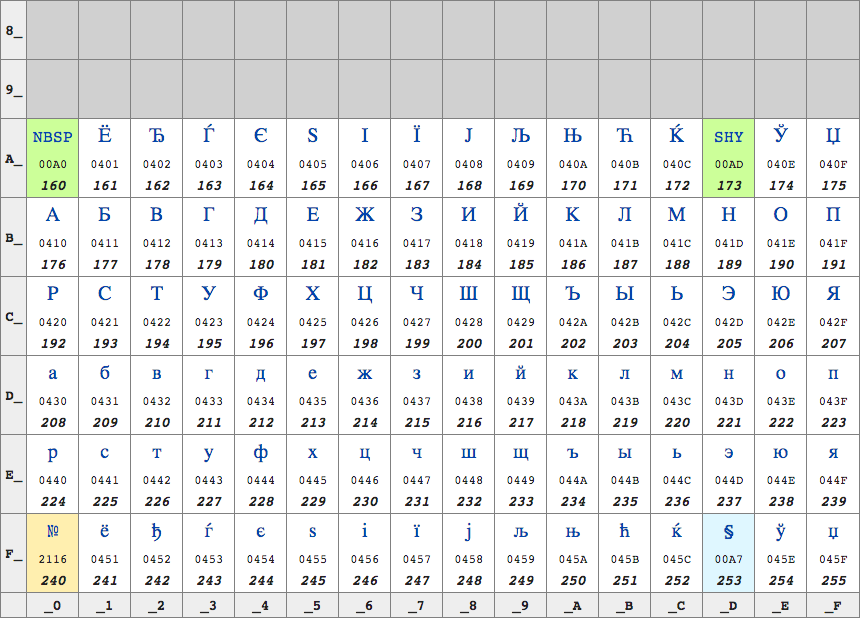 8_
9_
A_ NBSP Ё Ђ Ѓ Є Ѕ І Ї Ј Љ Њ Ћ Ќ SHY Ў Џ
00A0 0401 0402 0403 0404 0405 0406 0407 0408 0409 040A 040B 040C 00AD 040E 040F
160 161 162 163 164 165 166 167 168 169 170 171 172 173 174 175
B_ А Б В Г Д Е Ж З И Й К Л М Н О П
0410 0411 0412 0413 0414 0415 0416 0417 0418 0419 041A 041B 041C 041D 041E 041F
176 177 178 179 180 181 182 183 184 185 186 187 188 189 190 191
C_ Р С Т У Ф Х Ц Ч Ш Щ Ъ Ы Ь Э Ю Я
0420 0421 0422 0423 0424 0425 0426 0427 0428 0429 042A 042B 042C 042D 042E 042F
192 193 194 195 196 197 198 199 200 201 202 203 204 205 206 207
D_ а б в г д е ж з и й к л м н о п
0430 0431 0432 0433 0434 0435 0436 0437 0438 0439 043A 043B 043C 043D 043E 043F
208 209 210 211 212 213 214 215 216 217 218 219 220 221 222 223
E_ р с т у ф х ц ч ш щ ъ ы ь э ю я
0440 0441 0442 0443 0444 0445 0446 0447 0448 0449 044A 044B 044C 044D 044E 044F
224 225 226 227 228 229 230 231 232 233 234 235 236 237 238 239
F_ № ё ђ ѓ є ѕ і ї ј љ њ ћ ќ § ў џ
2116 0451 0452 0453 0454 0455 0456 0457 0458 0459 045A 045B 045C 00A7 045E 045F
240 241 242 243 244 245 246 247 248 249 250 251 252 253 254 255
_0 _1 _2 _3 _4 _5 _6 _7 _8 _9 _A _B _C _D _E _F